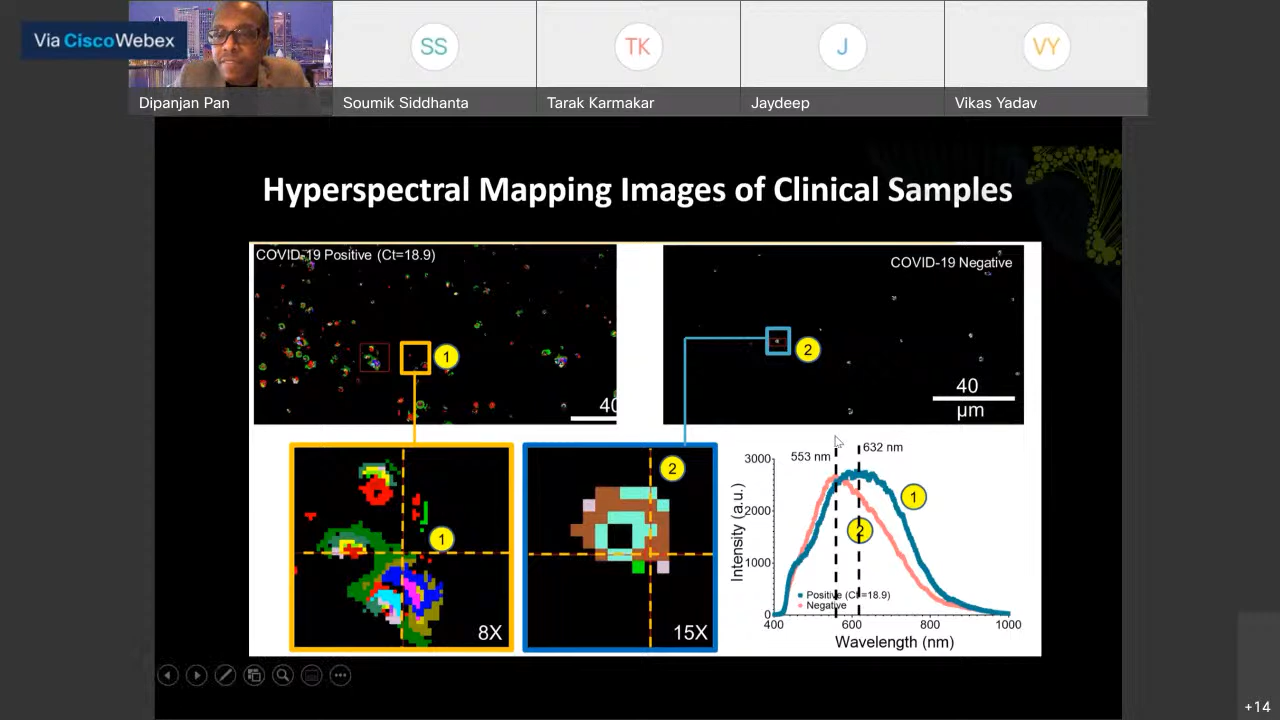 Via Cisco Webex
SS
TK
J
VY
Dipanjan Pan
Soumik Siddhanta
Tarak Karmakar
Jaydeep
Vikas Yadav
Hyperspectral Mapping Images of Clinical Samples
COVID-19 Positive (Ct=18.9)
COVID-19 Negative
1
2
40
40
µm
2
1
8X
15X
553 nm
632 nm
3000
2000
1000
0
Intensity (a.u.)
1
2
Positive (Ct=18.9)
Negative
400
600
800
1000
Wavelength (nm)
+14